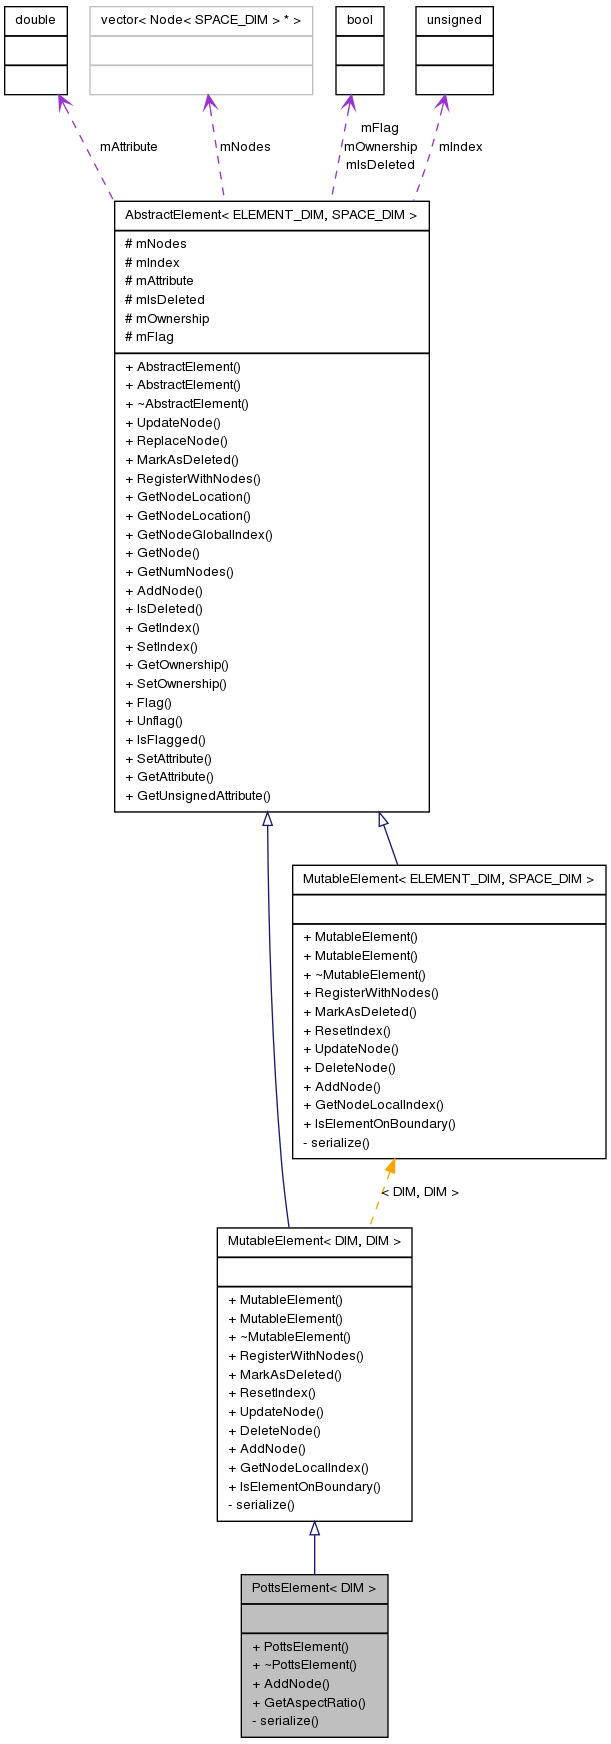 double
vector< Node< SPACE_DIM > * >
bool
unsigned
mAttribute
mNodes
mFlag
mOwnership
mIsDeleted
mIndex
AbstractElement< ELEMENT_DIM, SPACE_DIM >
# mNodes
# mIndex
# mAttribute
# mIsDeleted
# mOwnership
# mFlag
+ AbstractElement()
+ AbstractElement()
+ ~AbstractElement()
+ UpdateNode()
+ ReplaceNode()
+ MarkAsDeleted()
+ RegisterWithNodes()
+ GetNodeLocation()
+ GetNodeLocation()
+ GetNodeGlobalIndex()
+ GetNode()
+ GetNumNodes()
+ AddNode()
+ IsDeleted()
+ GetIndex()
+ SetIndex()
+ GetOwnership()
+ SetOwnership()
+ Flag()
+ Unflag()
+ IsFlagged()
+ SetAttribute()
+ GetAttribute()
+ GetUnsignedAttribute()
MutableElement< ELEMENT_DIM, SPACE_DIM >
+ MutableElement()
+ MutableElement()
+ ~MutableElement()
+ RegisterWithNodes()
+ MarkAsDeleted()
+ ResetIndex()
+ UpdateNode()
+ DeleteNode()
+ AddNode()
+ GetNodeLocalIndex()
+ IsElementOnBoundary()
- serialize()
< DIM, DIM >
MutableElement< DIM, DIM >
+ MutableElement()
+ MutableElement()
+ ~MutableElement()
+ RegisterWithNodes()
+ MarkAsDeleted()
+ ResetIndex()
+ UpdateNode()
+ DeleteNode()
+ AddNode()
+ GetNodeLocalIndex()
+ IsElementOnBoundary()
- serialize()
PottsElement< DIM >
+ PottsElement()
+ ~PottsElement()
+ AddNode()
+ GetAspectRatio()
- serialize()